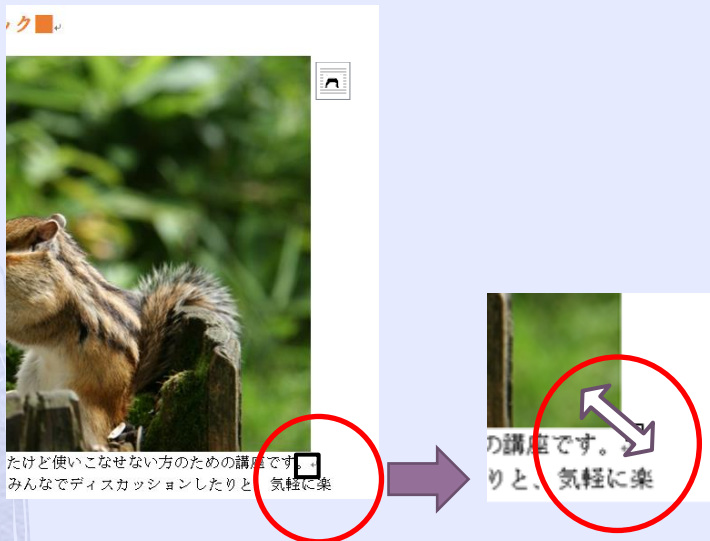 ック■
たけど使いこなせない方のための講座です。
みんなでディスカッションしたりと、気軽に楽
の講座です。
りと、気軽に楽